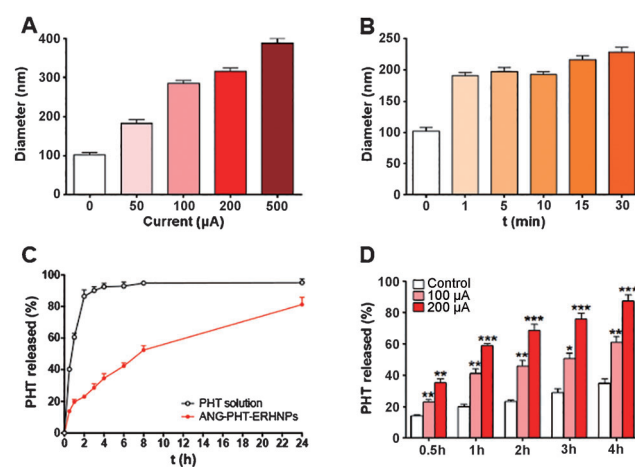 A
Diameter (nm)
400
300
200
100
0
0 50 100 200 500
Current (µA)
B
Diameter (nm)
250
200
150
100
50
0
0 1 5 10 15 30
t (min)
C
PHT released (%)
100
80
60
40
20
0
PHT solution
ANG-PHT-ERHNPs
0 2 4 6 8 10 12 14 16 18 20 22 24
t (h)
D
PHT released (%)
100
80
60
40
20
0
Control
100 µA
200 µA
** ** ** *** ** *** * *** ** ***
0.5h 1h 2h 3h 4h